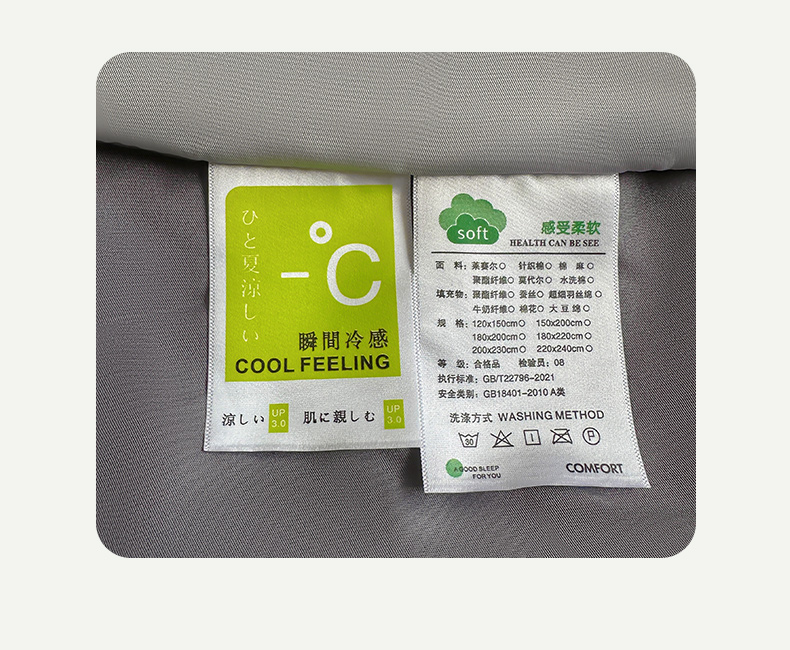 ひと夏涼しい
-°C
瞬間冷感
COOL FEELING
涼しい UP 3.0 肌に親しむ UP 3.0
soft
感受柔软
HEALTH CAN BE SEE
面 料: 莱赛尔○ 针织棉○ 棉 麻○
聚酯纤维○ 莫代尔○ 水洗棉○
填充物: 聚酯纤维○ 蚕丝○ 超细羽丝绵○
牛奶纤维○ 棉花○ 大豆绵○
规 格: 120x150cm○ 150x200cm○
180x200cm○ 180x220cm○
200x230cm○ 220x240cm○
等 级: 合格品 检验员: 08
执行标准: GB/T22796-2021
安全类别: GB18401-2010 A类
洗涤方式 WASHING METHOD
30 P
A GOOD SLEEP
FOR YOU
COMFORT